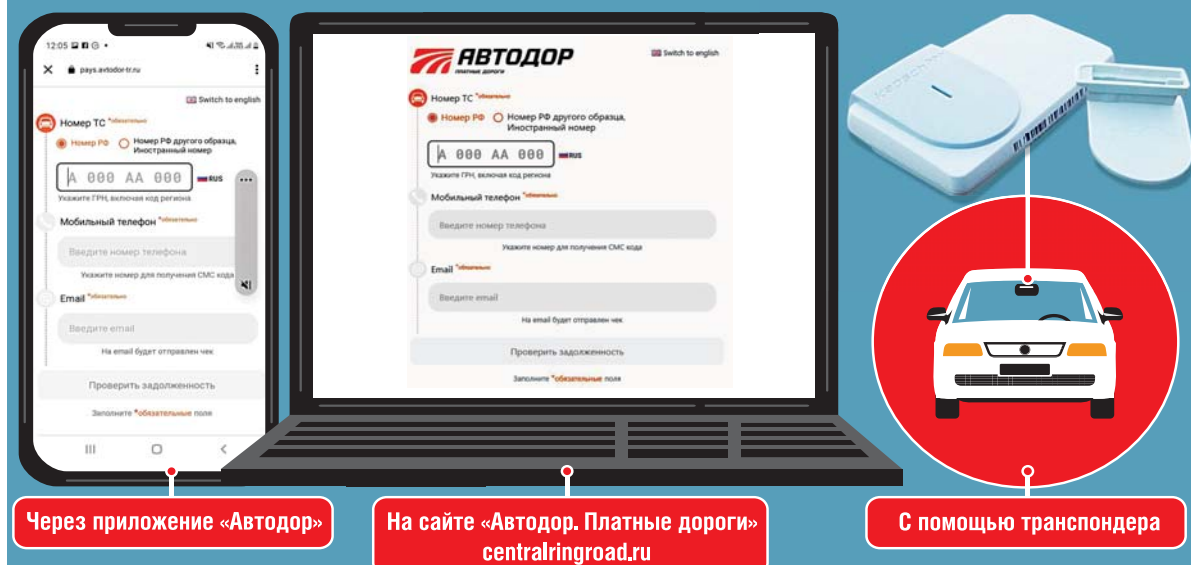 12:05
pays.avtodor-tr.ru
Switch to english
Номер ТС *обязательно
Номер РФ
Номер РФ другого образца,
Иностранный номер
А 000 АА 000
RUS
Укажите ГРН, включая код региона
Мобильный телефон *обязательно
Введите номер телефона
Укажите номер для получения СМС кода
Email *обязательно
Введите email
На email будет отправлен чек
Проверить задолженность
Заполните *обязательные поля
Через приложение «Автодор»
АВТОДОР
ПЛАТНЫЕ ДОРОГИ
Switch to english
Номер ТС *обязательно
Номер РФ
Номер РФ другого образца,
Иностранный номер
А 000 АА 000
RUS
Укажите ГРН, включая код региона
Мобильный телефон *обязательно
Введите номер телефона
Укажите номер для получения СМС кода
Email *обязательно
Введите email
На email будет отправлен чек
Проверить задолженность
Заполните *обязательные поля
На сайте «Автодор. Платные дороги»
centralringroad.ru
kapsch
С помощью транспондера